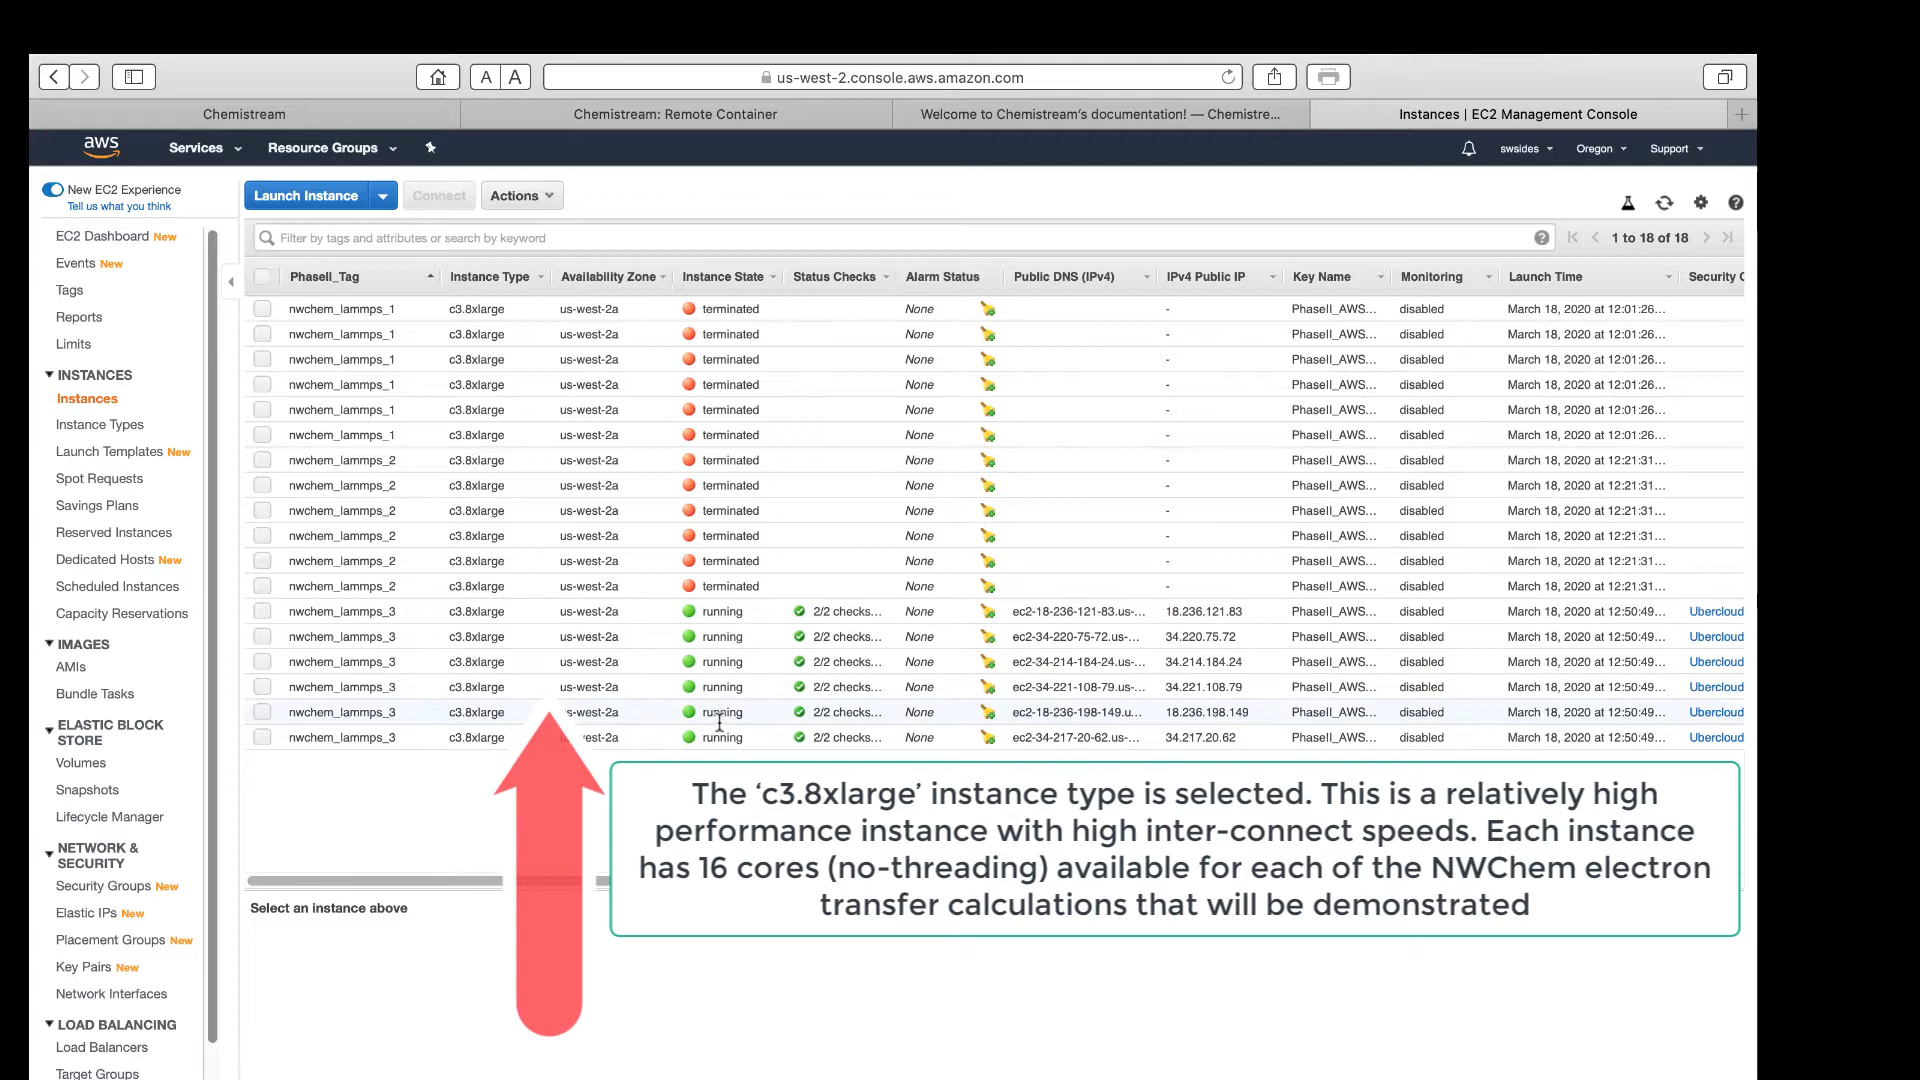 A A us-west-2.console.aws.amazon.com
Chemistream Chemistream: Remote Container Welcome to Chemistream's documentation! — Chemistre... Instances | EC2 Management Console
aws Services Resource Groups swsides Oregon Support
New EC2 Experience
Tell us what you think
Launch Instance Connect Actions
Filter by tags and attributes or search by keyword 1 to 18 of 18
EC2 Dashboard New
Events New
Tags
Reports
Limits
INSTANCES
Instances
Instance Types
Launch Templates New
Spot Requests
Savings Plans
Reserved Instances
Dedicated Hosts New
Scheduled Instances
Capacity Reservations
IMAGES
AMIs
Bundle Tasks
ELASTIC BLOCK
STORE
Volumes
Snapshots
Lifecycle Manager
NETWORK &
SECURITY
Security Groups New
Elastic IPs New
Placement Groups New
Key Pairs New
Network Interfaces
LOAD BALANCING
Load Balancers
Target Groups
PhaseII_Tag Instance Type Availability Zone Instance State Status Checks Alarm Status Public DNS (IPv4) IPv4 Public IP Key Name Monitoring Launch Time Security G
nwchem_lammps_1 c3.8xlarge us-west-2a terminated None - PhaseII_AWS... disabled March 18, 2020 at 12:01:26...
nwchem_lammps_1 c3.8xlarge us-west-2a terminated None - PhaseII_AWS... disabled March 18, 2020 at 12:01:26...
nwchem_lammps_1 c3.8xlarge us-west-2a terminated None - PhaseII_AWS... disabled March 18, 2020 at 12:01:26...
nwchem_lammps_1 c3.8xlarge us-west-2a terminated None - PhaseII_AWS... disabled March 18, 2020 at 12:01:26...
nwchem_lammps_1 c3.8xlarge us-west-2a terminated None - PhaseII_AWS... disabled March 18, 2020 at 12:01:26...
nwchem_lammps_1 c3.8xlarge us-west-2a terminated None - PhaseII_AWS... disabled March 18, 2020 at 12:01:26...
nwchem_lammps_2 c3.8xlarge us-west-2a terminated None - PhaseII_AWS... disabled March 18, 2020 at 12:21:31...
nwchem_lammps_2 c3.8xlarge us-west-2a terminated None - PhaseII_AWS... disabled March 18, 2020 at 12:21:31...
nwchem_lammps_2 c3.8xlarge us-west-2a terminated None - PhaseII_AWS... disabled March 18, 2020 at 12:21:31...
nwchem_lammps_2 c3.8xlarge us-west-2a terminated None - PhaseII_AWS... disabled March 18, 2020 at 12:21:31...
nwchem_lammps_2 c3.8xlarge us-west-2a terminated None - PhaseII_AWS... disabled March 18, 2020 at 12:21:31...
nwchem_lammps_2 c3.8xlarge us-west-2a terminated None - PhaseII_AWS... disabled March 18, 2020 at 12:21:31...
nwchem_lammps_3 c3.8xlarge us-west-2a running 2/2 checks... None ec2-18-236-121-83.us-... 18.236.121.83 PhaseII_AWS... disabled March 18, 2020 at 12:50:49... Ubercloud
nwchem_lammps_3 c3.8xlarge us-west-2a running 2/2 checks... None ec2-34-220-75-72.us-... 34.220.75.72 PhaseII_AWS... disabled March 18, 2020 at 12:50:49... Ubercloud
nwchem_lammps_3 c3.8xlarge us-west-2a running 2/2 checks... None ec2-34-214-184-24.us-... 34.214.184.24 PhaseII_AWS... disabled March 18, 2020 at 12:50:49... Ubercloud
nwchem_lammps_3 c3.8xlarge us-west-2a running 2/2 checks... None ec2-34-221-108-79.us-... 34.221.108.79 PhaseII_AWS... disabled March 18, 2020 at 12:50:49... Ubercloud
nwchem_lammps_3 c3.8xlarge us-west-2a running 2/2 checks... None ec2-18-236-198-149.u... 18.236.198.149 PhaseII_AWS... disabled March 18, 2020 at 12:50:49... Ubercloud
nwchem_lammps_3 c3.8xlarge us-west-2a running 2/2 checks... None ec2-34-217-20-62.us-... 34.217.20.62 PhaseII_AWS... disabled March 18, 2020 at 12:50:49... Ubercloud
The ‘c3.8xlarge’ instance type is selected. This is a relatively high
performance instance with high inter-connect speeds. Each instance
has 16 cores (no-threading) available for each of the NWChem electron
transfer calculations that will be demonstrated
Select an instance above